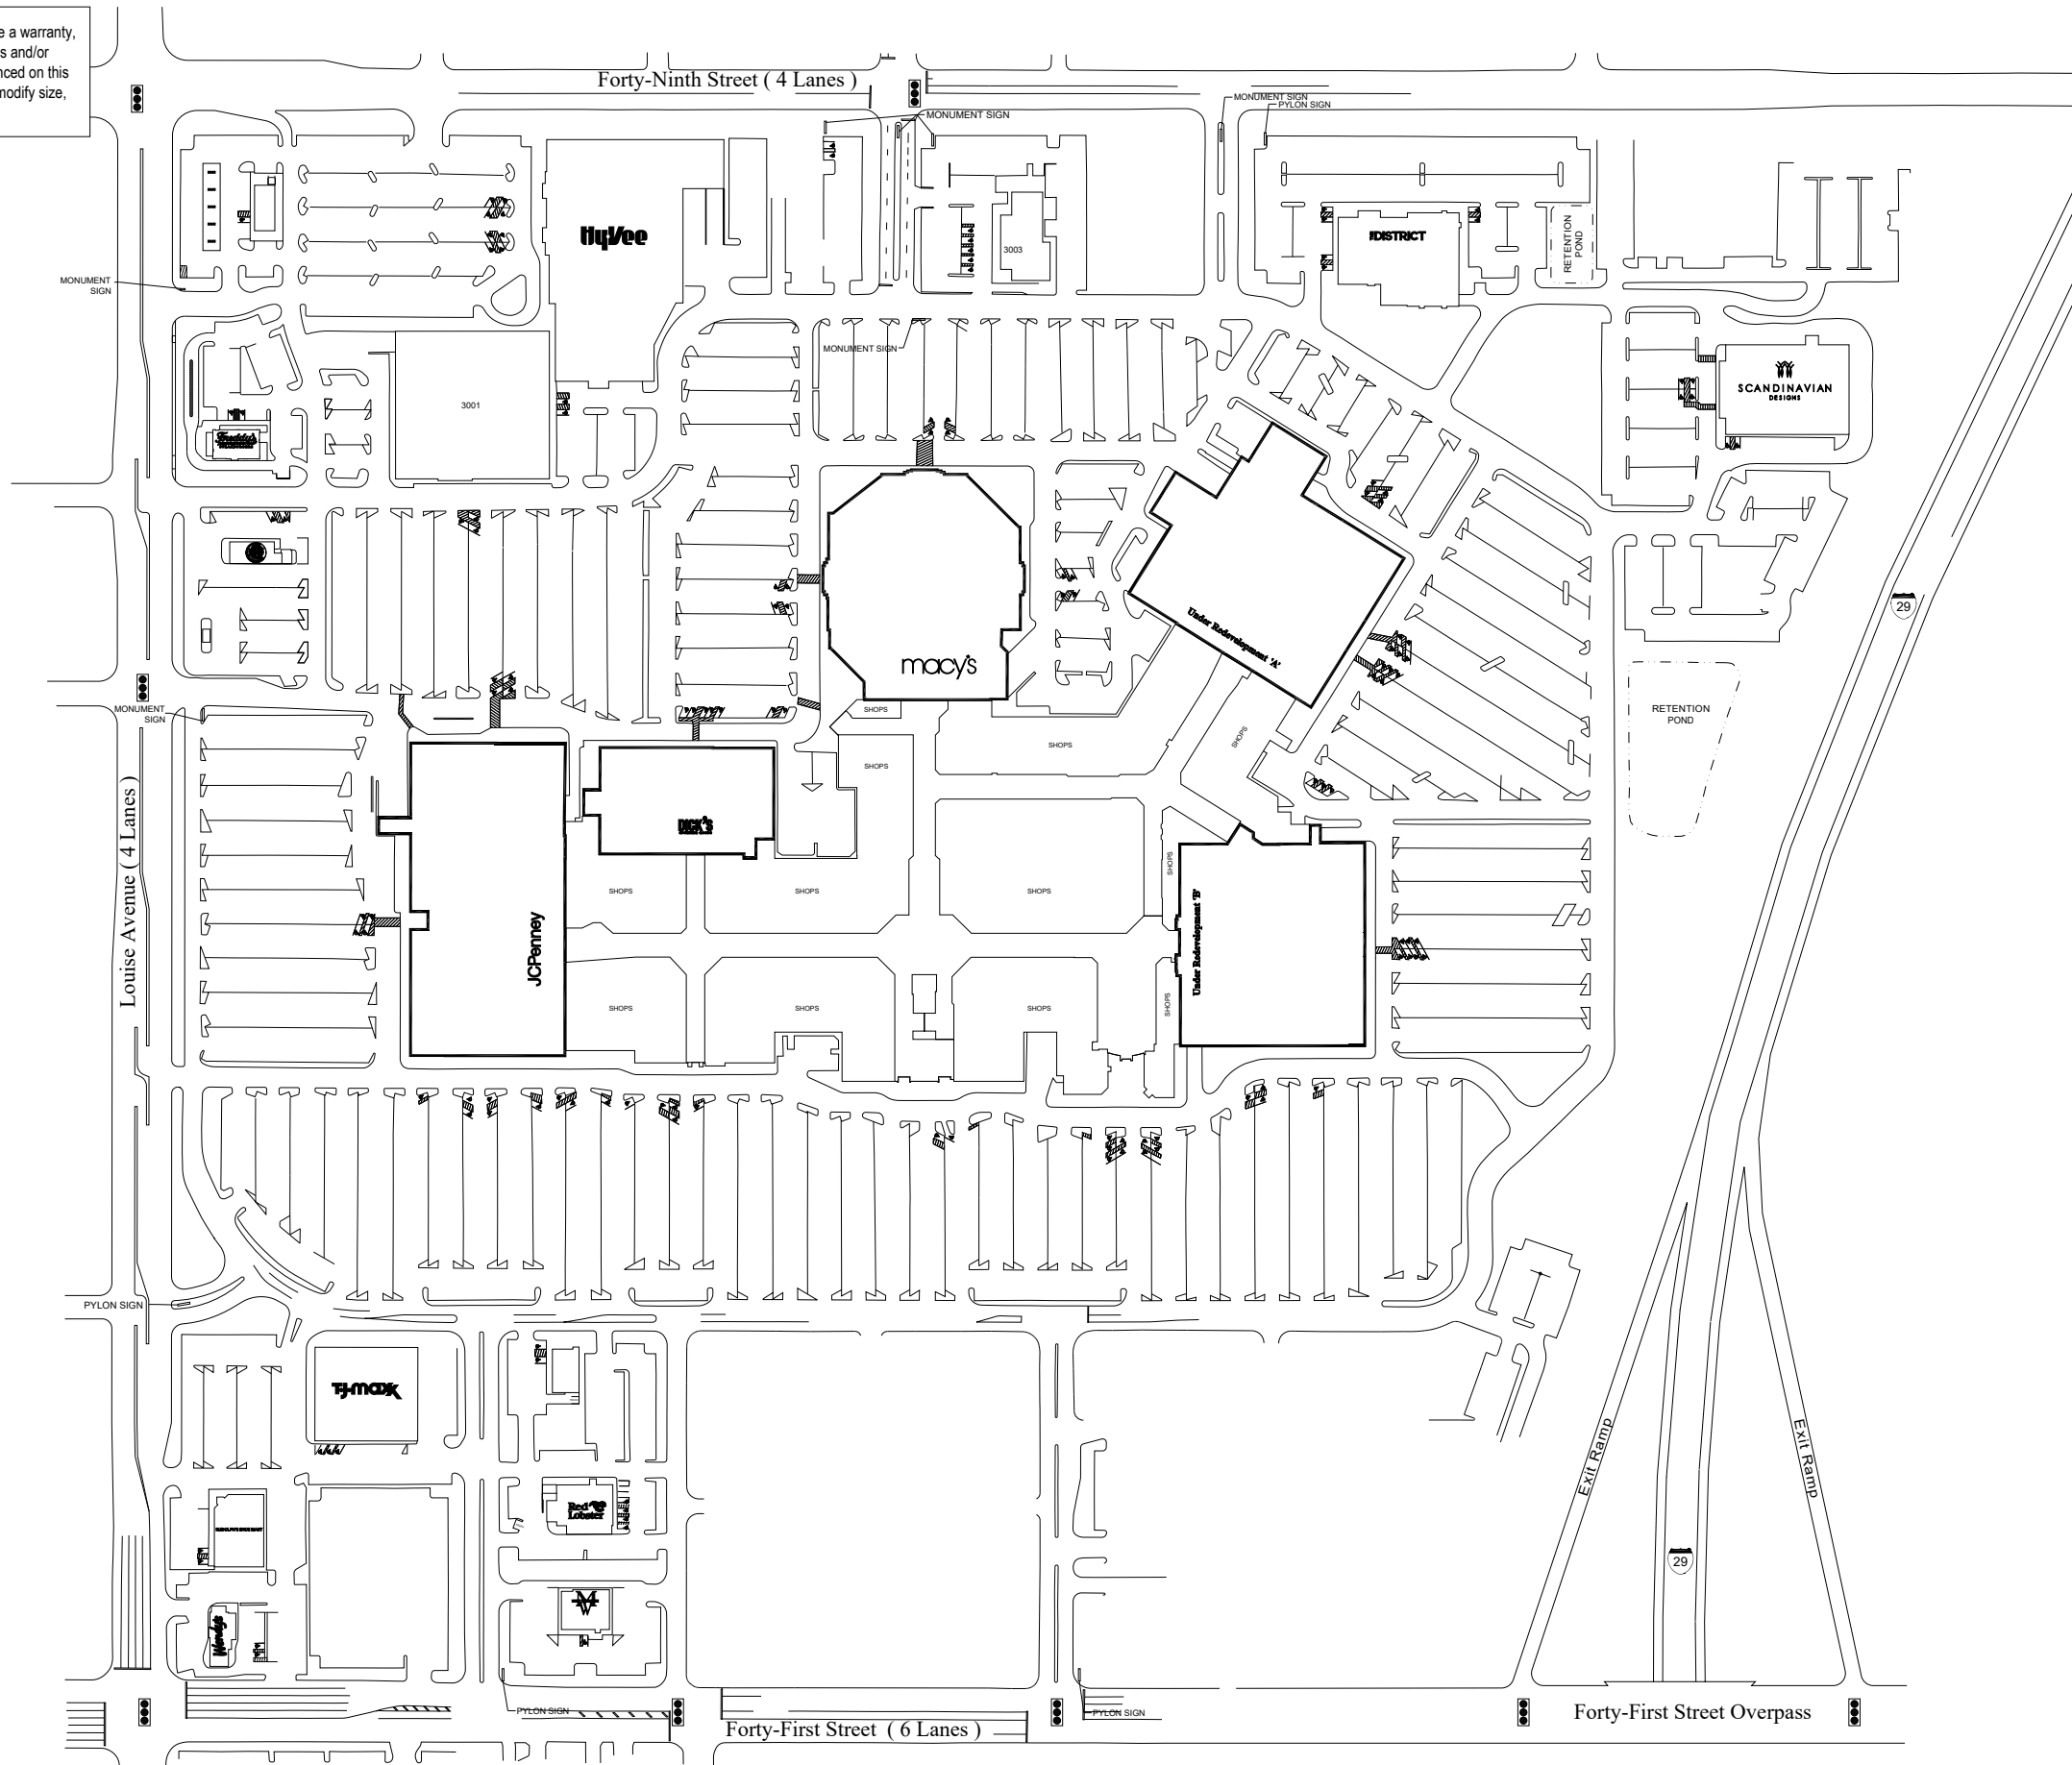 e a warranty,
s and/or
nced on this
modify size,
Forty-Ninth Street ( 4 Lanes )
MONUMENT SIGN
PYLON SIGN
MONUMENT SIGN
HyVee
3003
THE DISTRICT
RETENTION
POND
MONUMENT
SIGN
MONUMENT SIGN
SCANDINAVIAN
DESIGNS
3001
Freddy's
29
macy's
Under Redevelopment 'A'
MONUMENT
SIGN
RETENTION
POND
SHOPS
SHOPS
SHOPS
SHOPS
Louise Avenue ( 4 Lanes )
DICK'S
SHOPS
SHOPS
SHOPS
SHOPS
Under Redevelopment 'B'
JCPenney
SHOPS
SHOPS
SHOPS
SHOPS
PYLON SIGN
T.J.maxx
Exit Ramp
Exit Ramp
Red
Lobster
29
Wendy's
PYLON SIGN
PYLON SIGN
Forty-First Street ( 6 Lanes )
Forty-First Street Overpass